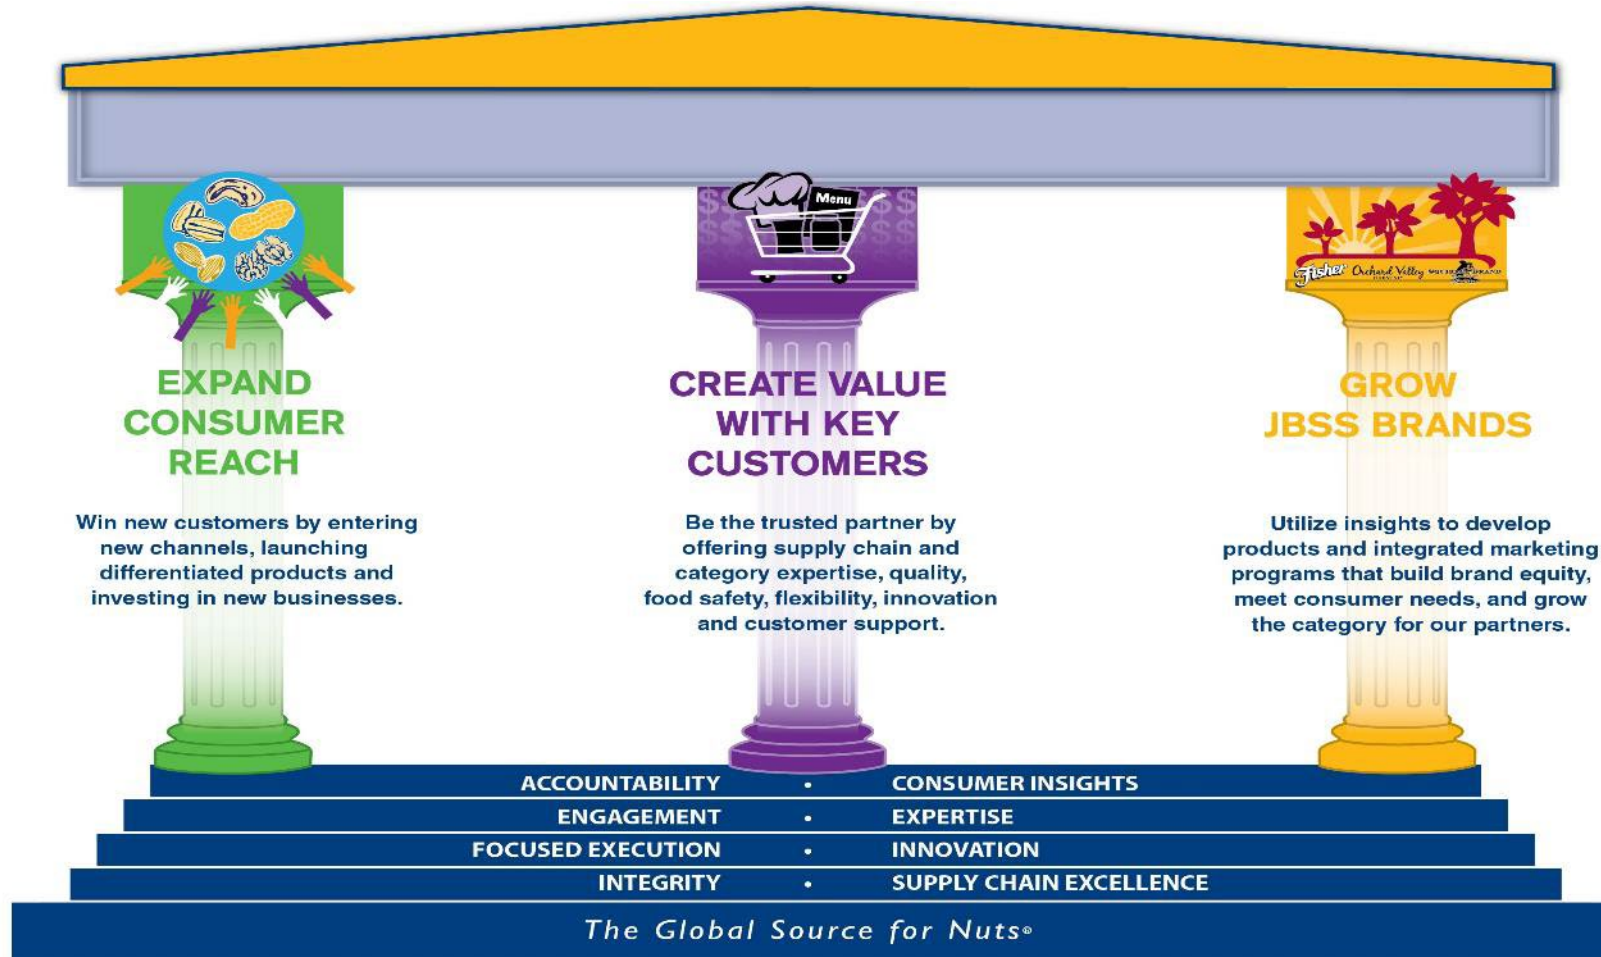 Menu
Fisher Orchard Valley
EXPAND
CONSUMER
REACH
Win new customers by entering
new channels, launching
differentiated products and
investing in new businesses.
CREATE VALUE
WITH KEY
CUSTOMERS
Be the trusted partner by
offering supply chain and
category expertise, quality,
food safety, flexibility, innovation
and customer support.
GROW
JBSS BRANDS
Utilize insights to develop
products and integrated marketing
programs that build brand equity,
meet consumer needs, and grow
the category for our partners.
ACCOUNTABILITY • CONSUMER INSIGHTS
ENGAGEMENT • EXPERTISE
FOCUSED EXECUTION • INNOVATION
INTEGRITY • SUPPLY CHAIN EXCELLENCE
The Global Source for Nuts®